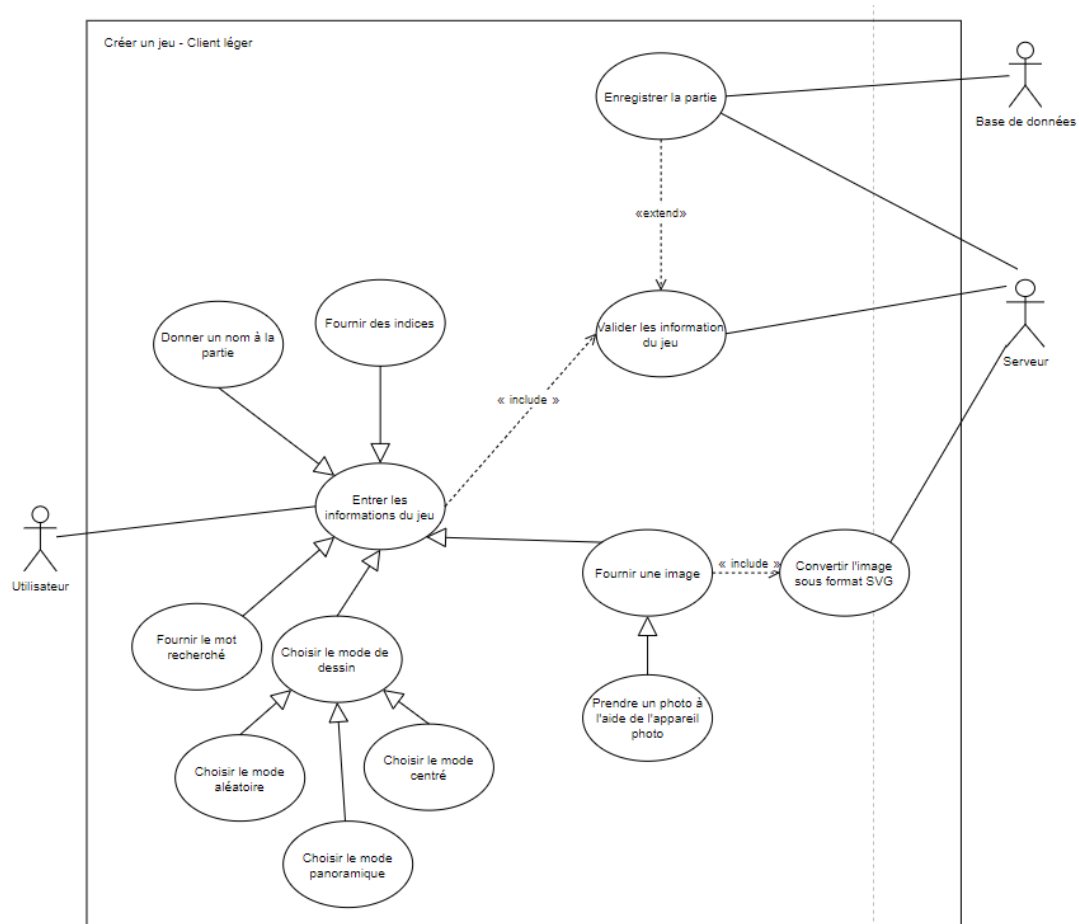 Créer un jeu - Client léger
Enregistrer la partie
Base de données
«extend»
Fournir des indices
Donner un nom à la
partie
Valider les information
du jeu
Serveur
« include »
Entrer les
informations du jeu
Utilisateur
Fournir une image
« include »
Convertir l'image
sous format SVG
Fournir le mot
recherché
Choisir le mode de
dessin
Prendre un photo à
l'aide de l'appareil
photo
Choisir le mode
aléatoire
Choisir le mode
centré
Choisir le mode
panoramique